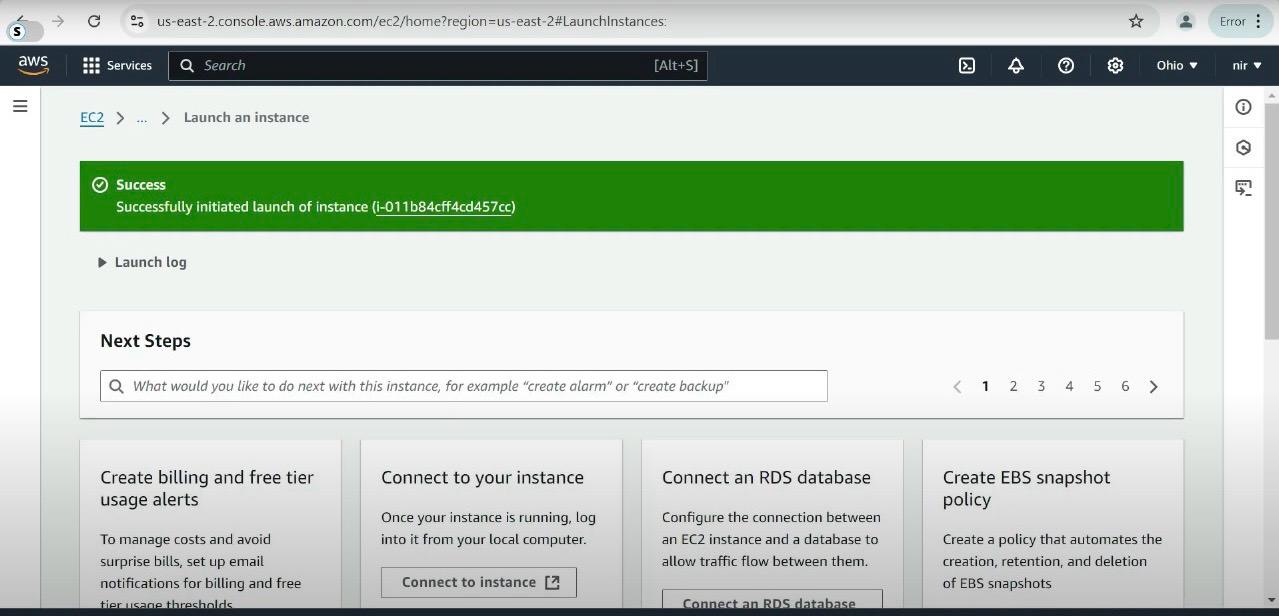 us-east-2.console.aws.amazon.com/ec2/home?region=us-east-2#LaunchInstances:
Error
S
aws
Services
Search
[Alt+S]
Ohio
nir
EC2
...
Launch an instance
Success
Successfully initiated launch of instance (i-011b84cff4cd457cc)
Launch log
Next Steps
What would you like to do next with this instance, for example “create alarm” or “create backup”
1 2 3 4 5 6
Create billing and free tier
usage alerts
To manage costs and avoid
surprise bills, set up email
notifications for billing and free
tier usage thresholds.
Connect to your instance
Once your instance is running, log
into it from your local computer.
Connect to instance
Connect an RDS database
Configure the connection between
an EC2 instance and a database to
allow traffic flow between them.
Connect an RDS database
Create EBS snapshot
policy
Create a policy that automates the
creation, retention, and deletion
of EBS snapshots